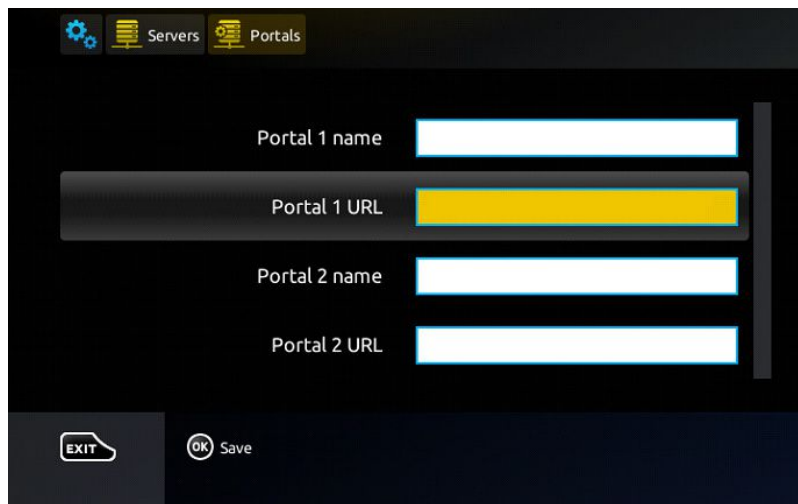 Servers Portals
Portal 1 name
Portal 1 URL
Portal 2 name
Portal 2 URL
EXIT OK Save